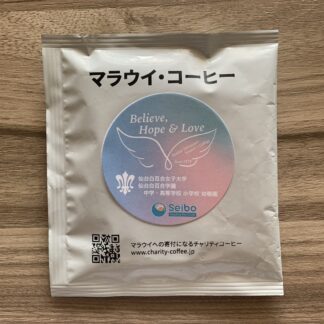 マラウイ・コーヒー
Believe,
Hope & Love
仙台白百合女子大学
仙台白百合学園
中学・高等学校 小学校 幼稚園
Seibo
マラウイへの寄付になるチャリティコーヒー
www.charity-coffee.jp